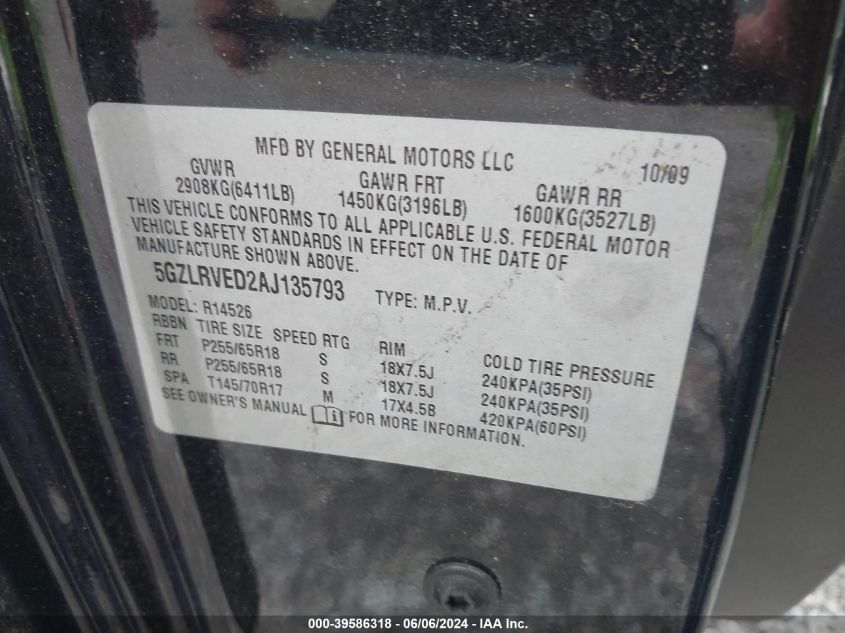 MFD BY GENERAL MOTORS LLC 10/09
GVWR GAWR FRT GAWR RR
2908KG(6411LB) 1450KG(3196LB) 1600KG(3527LB)
THIS VEHICLE CONFORMS TO ALL APPLICABLE U.S. FEDERAL MOTOR
VEHICLE SAFETY STANDARDS IN EFFECT ON THE DATE OF
MANUFACTURE SHOWN ABOVE.
5GZLRVED2AJ135793 TYPE: M.P.V.
MODEL: R14526
RBBN TIRE SIZE SPEED RTG RIM COLD TIRE PRESSURE
FRT P255/65R18 S 18X7.5J 240KPA(35PSI)
RR P255/65R18 S 18X7.5J 240KPA(35PSI)
SPA T145/70R17 M 17X4.5B 420KPA(60PSI)
SEE OWNER'S MANUAL FOR MORE INFORMATION.
000-39586318 - 06/06/2024 - IAA Inc.